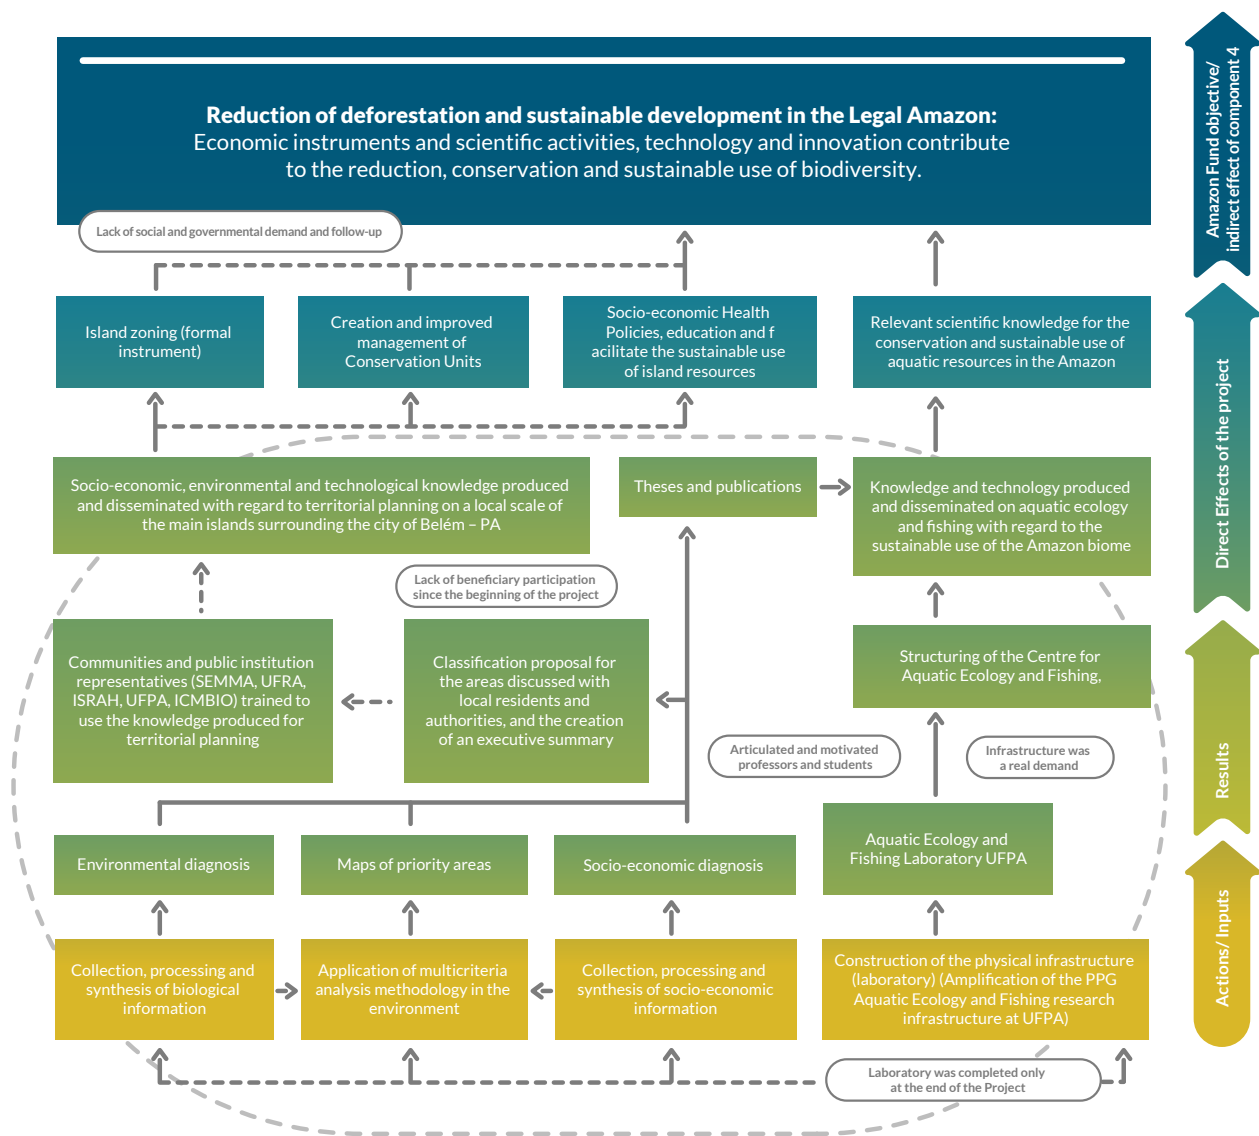 Reduction of deforestation and sustainable development in the Legal Amazon:
Economic instruments and scientific activities, technology and innovation contribute
to the reduction, conservation and sustainable use of biodiversity.
Amazon Fund objective/
indirect effect of component 4
Lack of social and governmental demand and follow-up
Island zoning (formal
instrument)
Creation and improved
management of
Conservation Units
Socio-economic Health
Policies, education and f
acilitate the sustainable use
of island resources
Relevant scientific knowledge for the
conservation and sustainable use of
aquatic resources in the Amazon
Direct Effects of the project
Socio-economic, environmental and technological knowledge produced
and disseminated with regard to territorial planning on a local scale of
the main islands surrounding the city of Belém – PA
Theses and publications
Knowledge and technology produced
and disseminated on aquatic ecology
and fishing with regard to the
sustainable use of the Amazon biome
Lack of beneficiary participation
since the beginning of the project
Communities and public institution
representatives (SEMMA, UFRA,
ISRAH, UFPA, ICMBIO) trained to
use the knowledge produced for
territorial planning
Classification proposal for
the areas discussed with
local residents and
authorities, and the creation
of an executive summary
Structuring of the Centre for
Aquatic Ecology and Fishing,
Results
Articulated and motivated
professors and students
Infrastructure was
a real demand
Environmental diagnosis
Maps of priority areas
Socio-economic diagnosis
Aquatic Ecology and
Fishing Laboratory UFPA
Actions/ Inputs
Collection, processing and
synthesis of biological
information
Application of multicriteria
analysis methodology in the
environment
Collection, processing and
synthesis of socio-economic
information
Construction of the physical infrastructure
(laboratory) (Amplification of the PPG
Aquatic Ecology and Fishing research
infrastructure at UFPA)
Laboratory was completed only
at the end of the Project